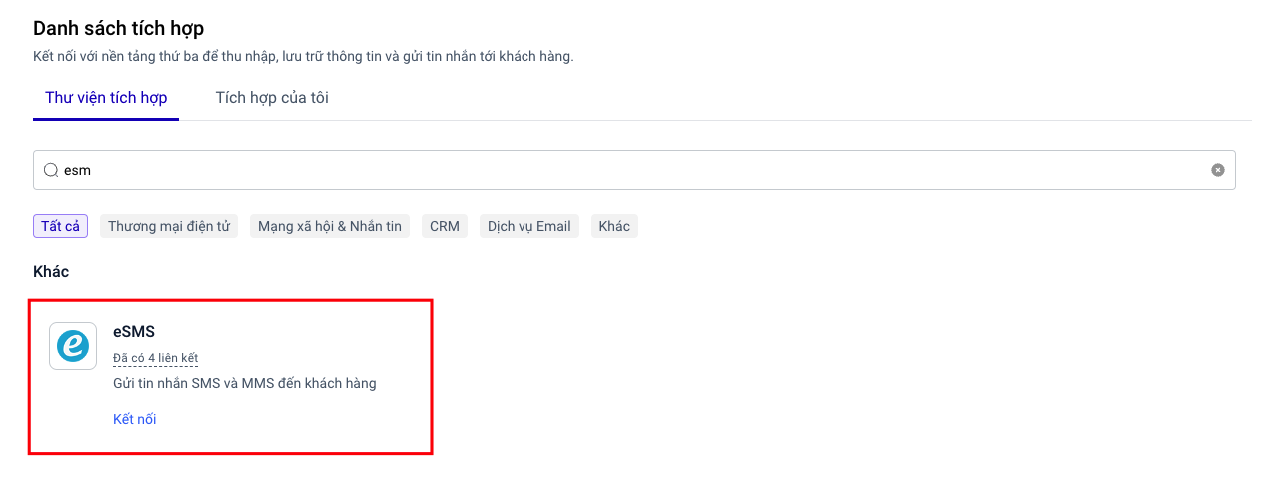 Danh sách tích hợp
Kết nối với nền tảng thứ ba để thu nhập, lưu trữ thông tin và gửi tin nhắn tới khách hàng.
Thư viện tích hợp
Tích hợp của tôi
esm
Tất cả
Thương mại điện tử
Mạng xã hội & Nhắn tin
CRM
Dịch vụ Email
Khác
Khác
eSMS
Đã có 4 liên kết
Gửi tin nhắn SMS và MMS đến khách hàng
Kết nối